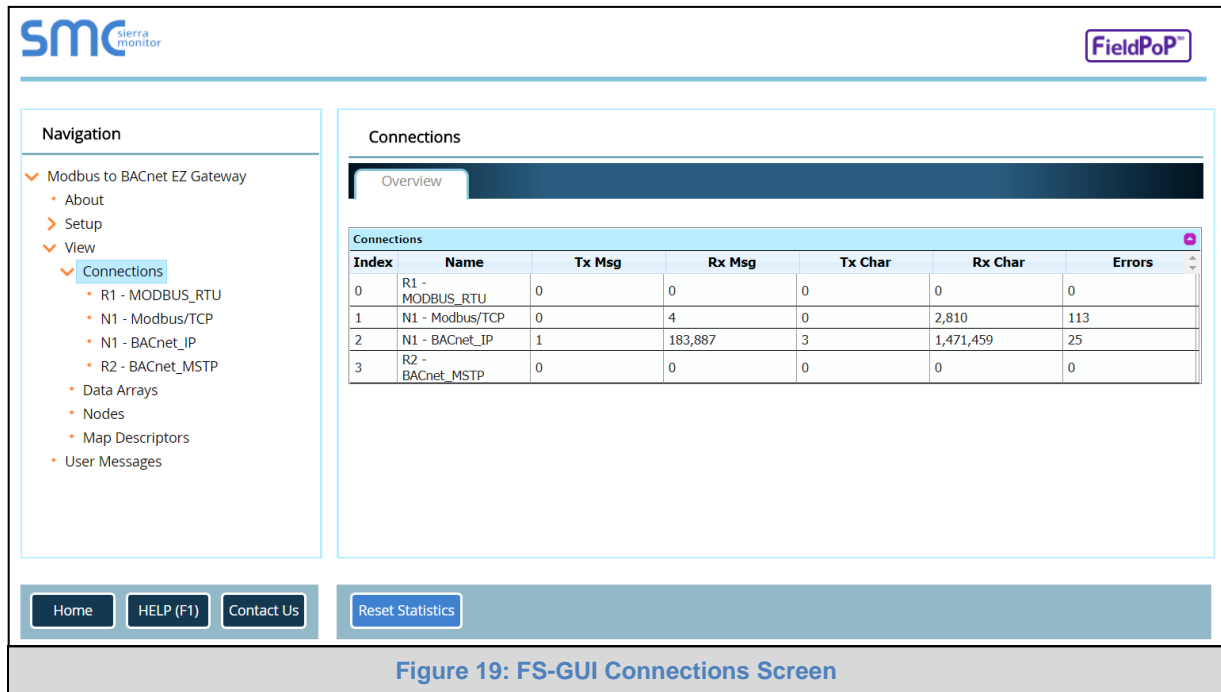 SMC sierra monitor
FieldPoP™
Navigation
Modbus to BACnet EZ Gateway
About
Setup
View
Connections
R1 - MODBUS_RTU
N1 - Modbus/TCP
N1 - BACnet_IP
R2 - BACnet_MSTP
Data Arrays
Nodes
Map Descriptors
User Messages
Connections
Overview
Connections
Index Name Tx Msg Rx Msg Tx Char Rx Char Errors
0 R1 - MODBUS_RTU 0 0 0 0 0
1 N1 - Modbus/TCP 0 4 0 2,810 113
2 N1 - BACnet_IP 1 183,887 3 1,471,459 25
3 R2 - BACnet_MSTP 0 0 0 0 0
Home HELP (F1) Contact Us Reset Statistics
Figure 19: FS-GUI Connections Screen